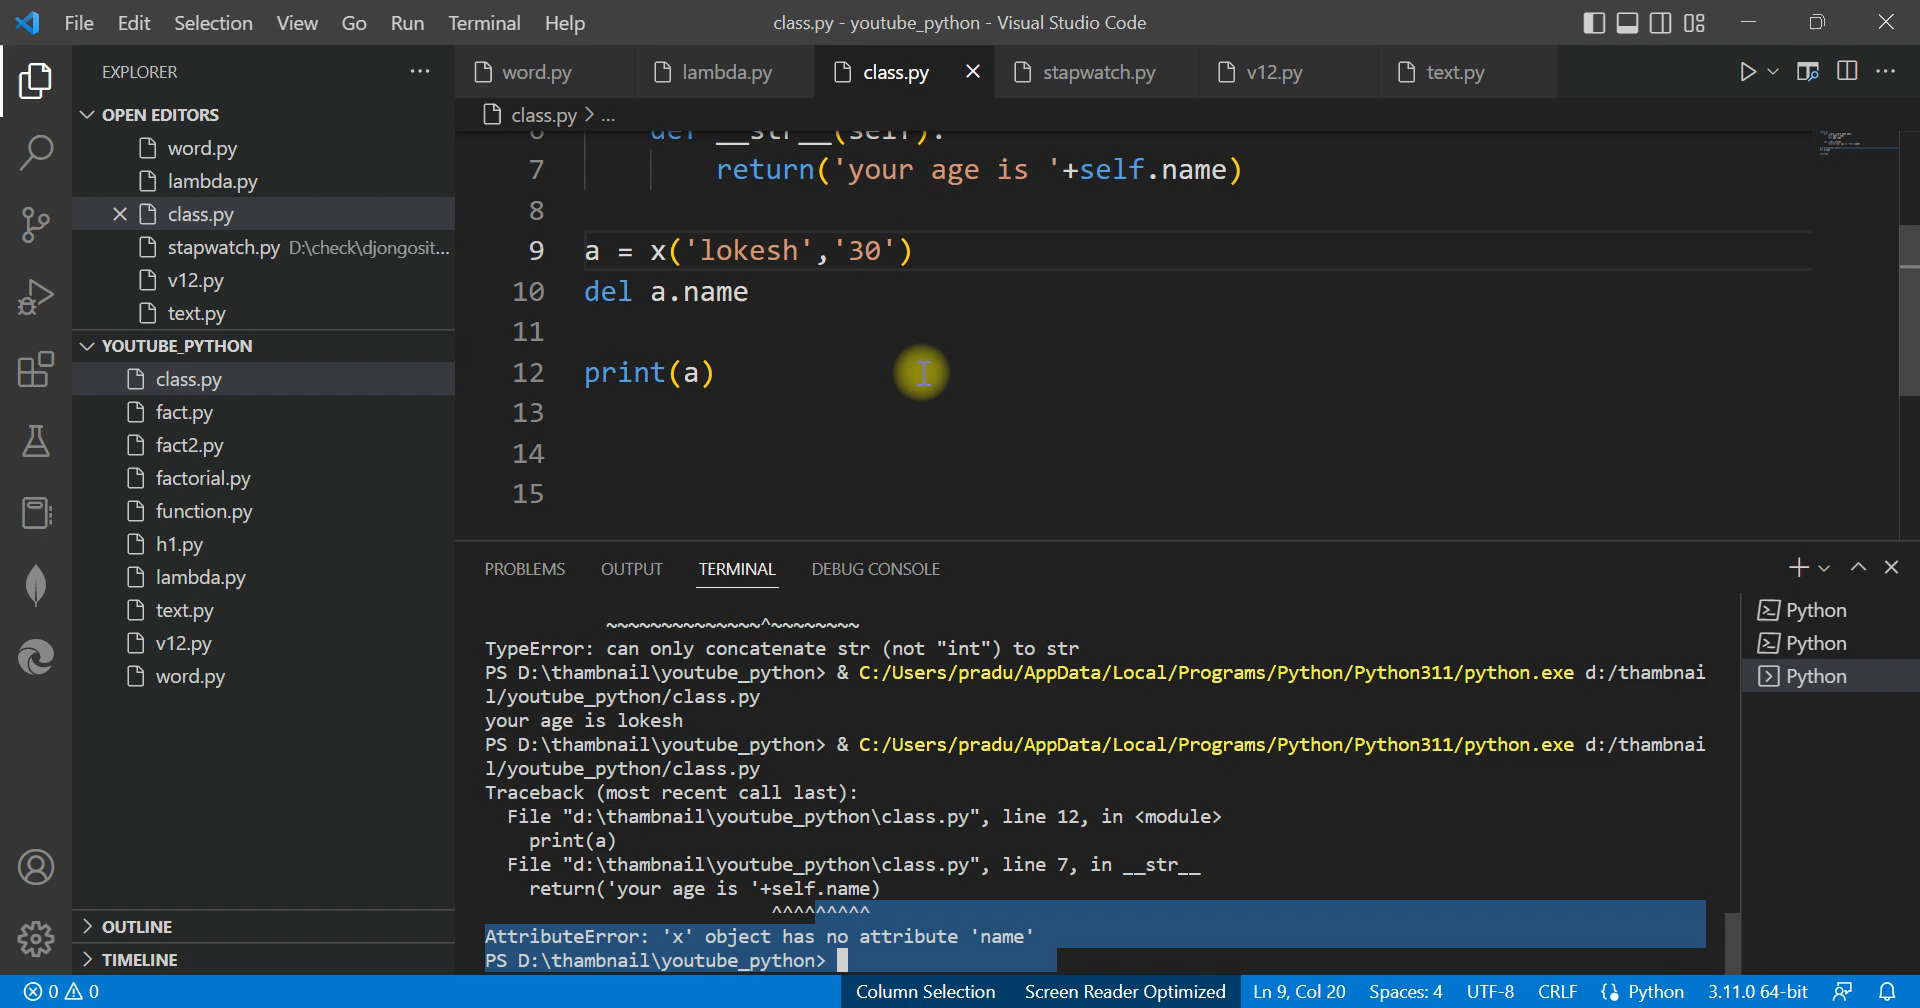 File Edit Selection View Go Run Terminal Help
class.py - youtube_python - Visual Studio Code
EXPLORER
word.py lambda.py class.py stapwatch.py v12.py text.py
OPEN EDITORS
class.py > ...
word.py
lambda.py
class.py
stapwatch.py D:\check\djongosit...
v12.py
text.py
YOUTUBE_PYTHON
class.py
fact.py
fact2.py
factorial.py
function.py
h1.py
lambda.py
text.py
v12.py
word.py
OUTLINE
TIMELINE
6 def __str__(self):
7 return('your age is '+self.name)
8
9 a = x('lokesh','30')
10 del a.name
11
12 print(a)
13
14
15
PROBLEMS OUTPUT TERMINAL DEBUG CONSOLE
~~~~~~~~~~~~~~^~~~~~~~~
TypeError: can only concatenate str (not "int") to str
PS D:\thambnail\youtube_python> & C:/Users/pradu/AppData/Local/Programs/Python/Python311/python.exe d:/thambnai
l/youtube_python/class.py
your age is lokesh
PS D:\thambnail\youtube_python> & C:/Users/pradu/AppData/Local/Programs/Python/Python311/python.exe d:/thambnai
l/youtube_python/class.py
Traceback (most recent call last):
File "d:\thambnail\youtube_python\class.py", line 12, in <module>
print(a)
File "d:\thambnail\youtube_python\class.py", line 7, in __str__
return('your age is '+self.name)
^^^^^^^^^
AttributeError: 'x' object has no attribute 'name'
PS D:\thambnail\youtube_python>
Python
Python
Python
0 0 Column Selection Screen Reader Optimized Ln 9, Col 20 Spaces: 4 UTF-8 CRLF Python 3.11.0 64-bit